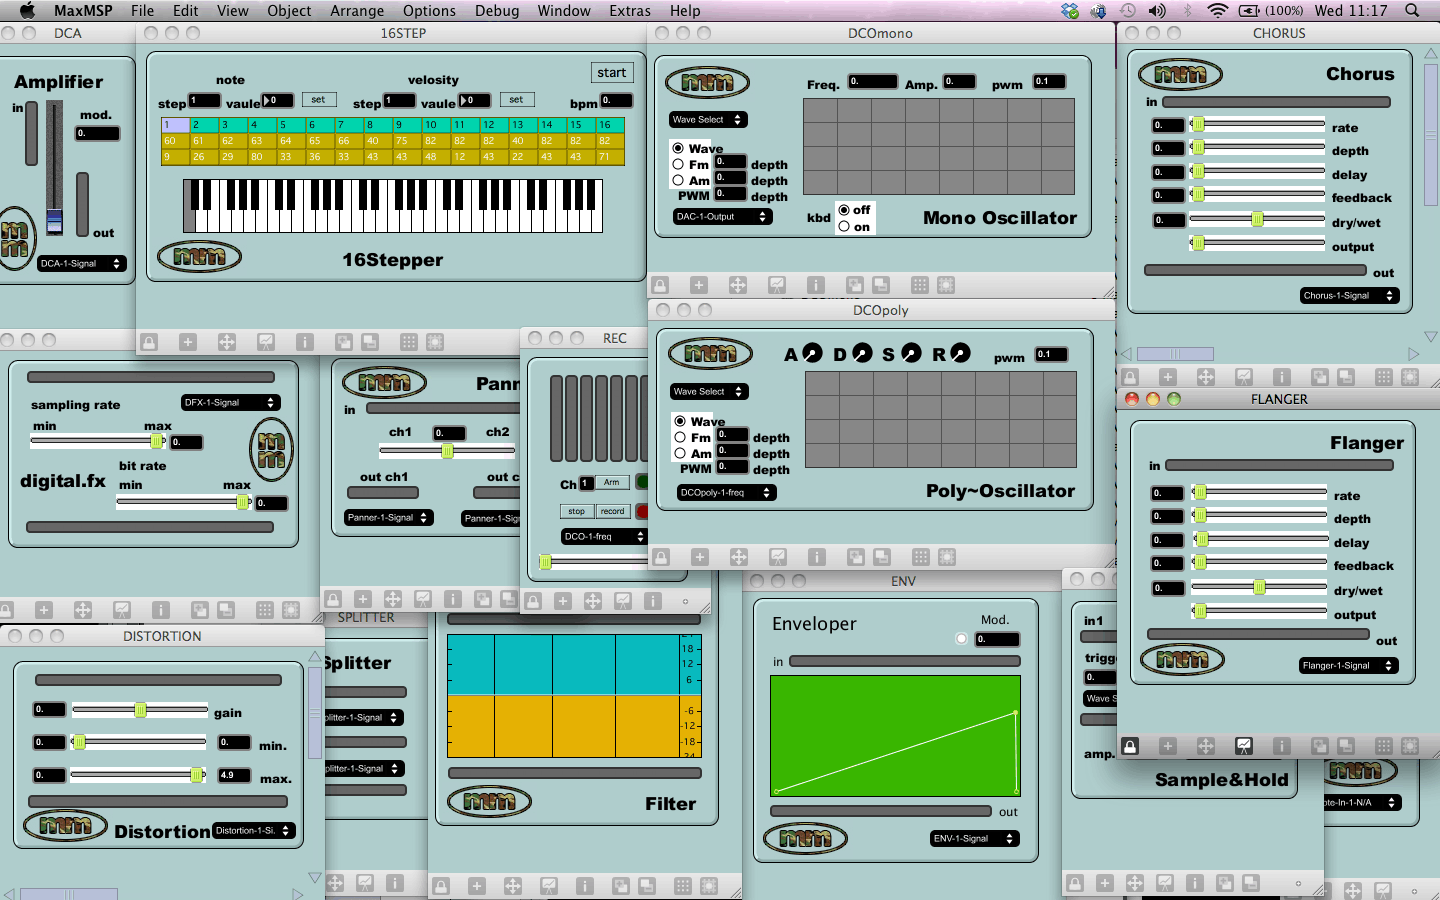 MaxMSP File Edit View Object Arrange Options Debug Window Extras Help (100%) Wed 11:17
DCA
Amplifier
in
mod.
0.
out
DCA-1-Signal
16STEP
note velosity start
step 1 vaule 0 set step 1 vaule 0 set bpm 0.
1 2 3 4 5 6 7 8 9 10 11 12 13 14 15 16
60 61 62 63 64 65 66 40 75 82 82 40 82 82 82 82
9 26 29 80 33 36 33 43 43 48 12 43 22 43 43 71
mm
16Stepper
DCOmono
mm
Freq. 0. Amp. 0. pwm 0.1
Wave Select
Wave
Fm 0. depth
Am 0. depth
PWM 0. depth
DAC-1-Output
kbd off
on
Mono Oscillator
CHORUS
mm
Chorus
in
0. rate
0. depth
0. delay
0. feedback
0. dry/wet
output
out
Chorus-1-Signal
sampling rate DFX-1-Signal
min max
0.
bit rate
digital.fx min max
0.
mm
mm
Pann
in
ch1 0. ch2
out ch1 out c
Panner-1-Signal Panner-1-Sign
REC
Ch 1 Arm
stop record
DCO-1-freq
DCOpoly
mm
A D S R pwm 0.1
Wave Select
Wave
Fm 0. depth
Am 0. depth
PWM 0. depth
DCOpoly-1-freq
Poly~Oscillator
FLANGER
Flanger
in
0. rate
0. depth
0. delay
0. feedback
0. dry/wet
output
out
mm
Flanger-1-Signal
DISTORTION
0. gain
0. 0. min.
0. 4.9 max.
mm
Distortion Distortion-1-Si.
SPLITTER
Splitter
plitter-1-Signal
plitter-1-Signal
18
12
6
-6
-12
-18
mm
Filter
ENV
Enveloper
Mod.
0.
in
out
mm
ENV-1-Signal
in1
trigge
0.
Wave S
amp.
Sample&Hold
ote-In-1-N/A